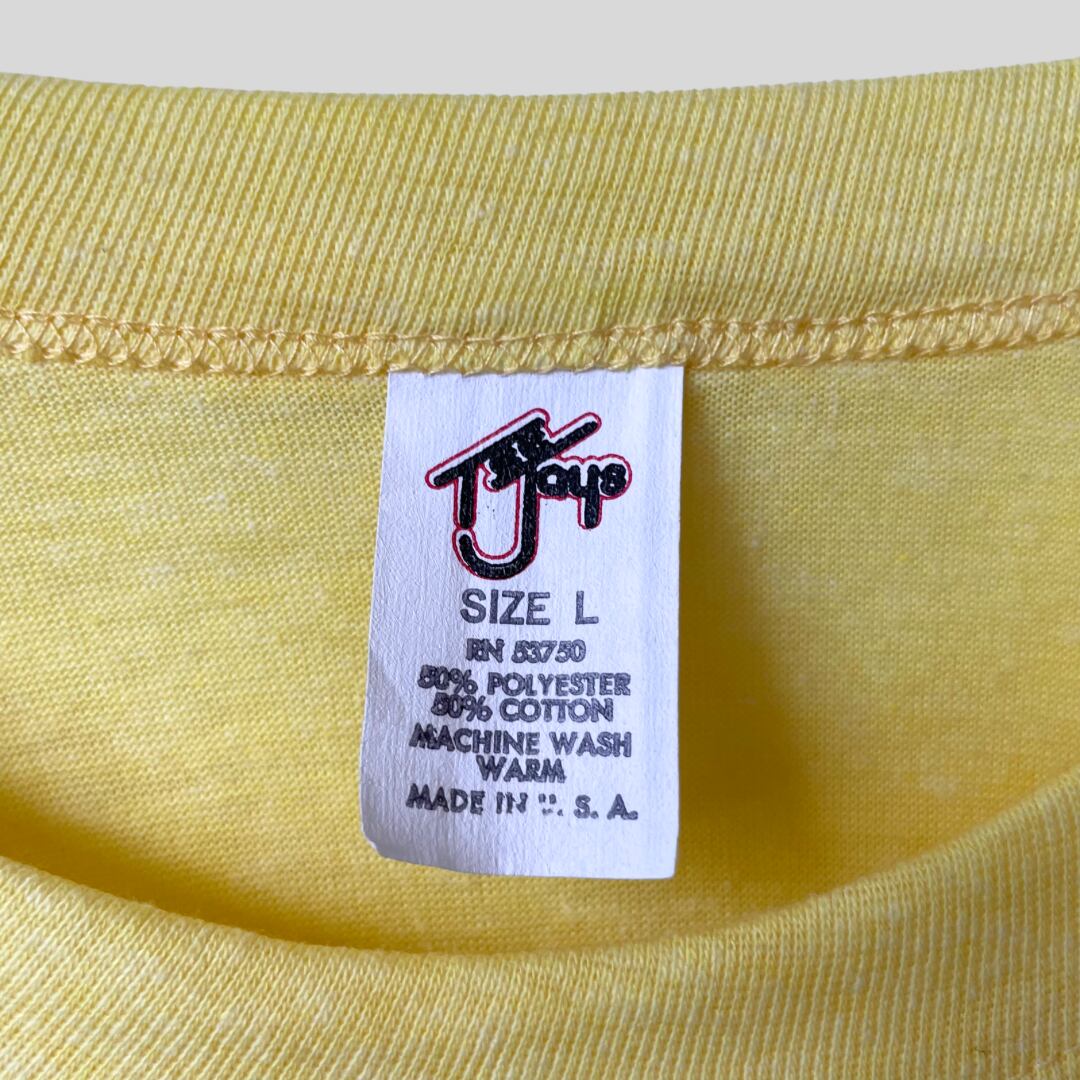 Tee Jays
SIZE L
RN 53750
50% POLYESTER
50% COTTON
MACHINE WASH
WARM
MADE IN U. S. A.